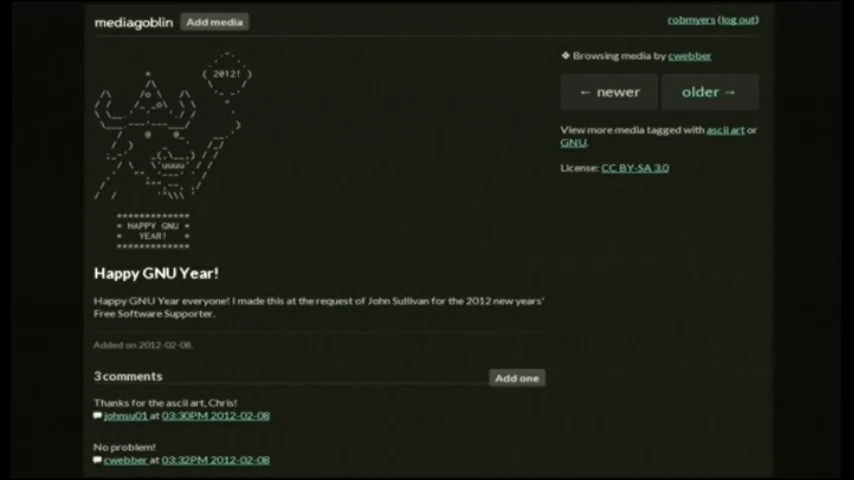 mediagoblin Add media
robmyers (log out)
2012!
* HAPPY GNU *
* YEAR! *
Happy GNU Year!
Happy GNU Year everyone! I made this at the request of John Sullivan for the 2012 new years'
Free Software Supporter.
Added on 2012-02-08.
3 comments
Add one
Thanks for the ascii art, Chris!
johnsu01 at 03:30PM 2012-02-08
No problem!
cwebber at 03:32PM 2012-02-08
❖ Browsing media by cwebber
← newer
older →
View more media tagged with ascii art or
GNU.
License: CC BY-SA 3.0